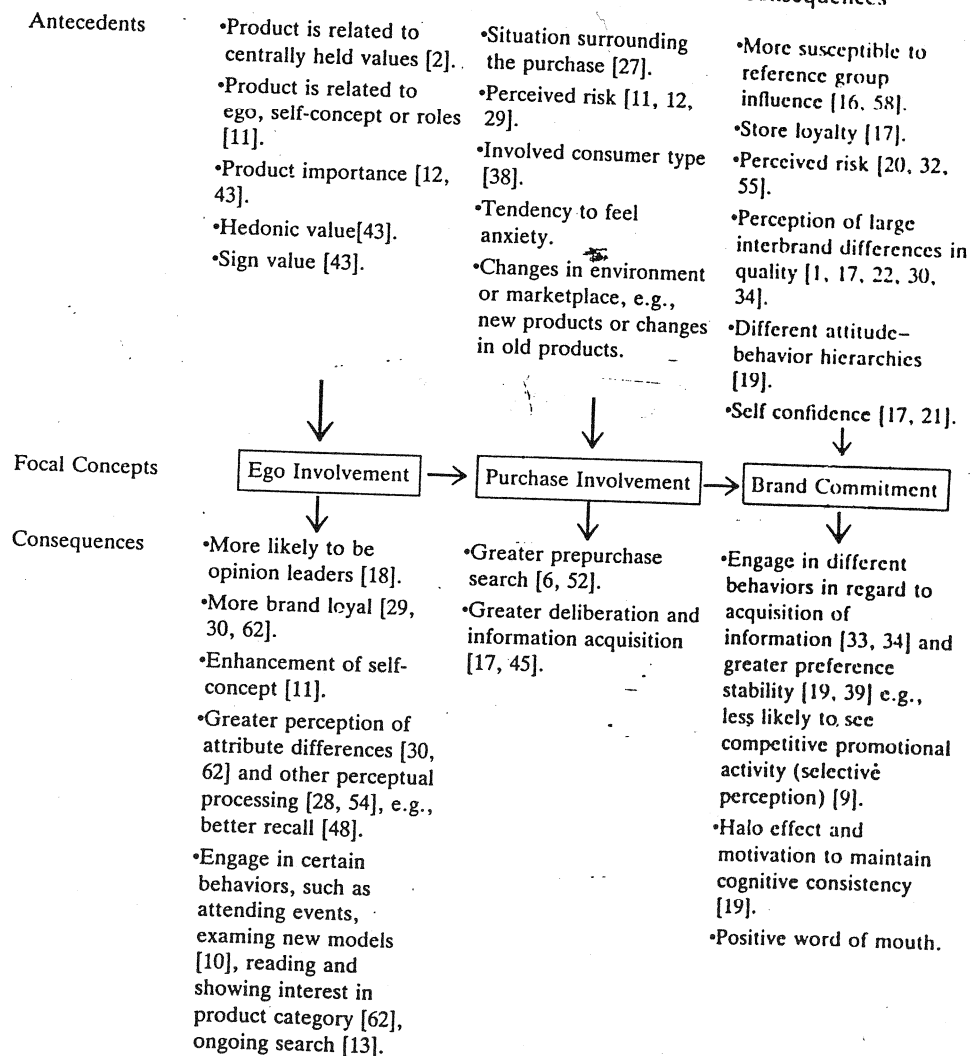 Consequences
Antecedents
•Product is related to
centrally held values [2].
•Product is related to
ego, self-concept or roles
[11].
•Product importance [12,
43].
•Hedonic value[43].
•Sign value [43].
•Situation surrounding
the purchase [27].
•Perceived risk [11, 12,
29].
•Involved consumer type
[38].
•Tendency to feel
anxiety.
•Changes in environment
or marketplace, e.g.,
new products or changes
in old products.
•More susceptible to
reference group
influence [16, 58].
•Store loyalty [17].
•Perceived risk [20, 32,
55].
•Perception of large
interbrand differences in
quality [1, 17, 22, 30,
34].
•Different attitude–
behavior hierarchies
[19].
•Self confidence [17, 21].
Focal Concepts
Ego Involvement
Purchase Involvement
Brand Commitment
Consequences
•More likely to be
opinion leaders [18].
•More brand loyal [29,
30, 62].
•Enhancement of self-
concept [11].
•Greater perception of
attribute differences [30,
62] and other perceptual
processing [28, 54], e.g.,
better recall [48].
•Engage in certain
behaviors, such as
attending events,
examing new models
[10], reading and
showing interest in
product category [62],
ongoing search [13].
•Greater prepurchase
search [6, 52].
•Greater deliberation and
information acquisition
[17, 45].
•Engage in different
behaviors in regard to
acquisition of
information [33, 34] and
greater preference
stability [19, 39] e.g.,
less likely to see
competitive promotional
activity (selective
perception) [9].
•Halo effect and
motivation to maintain
cognitive consistency
[19].
•Positive word of mouth.